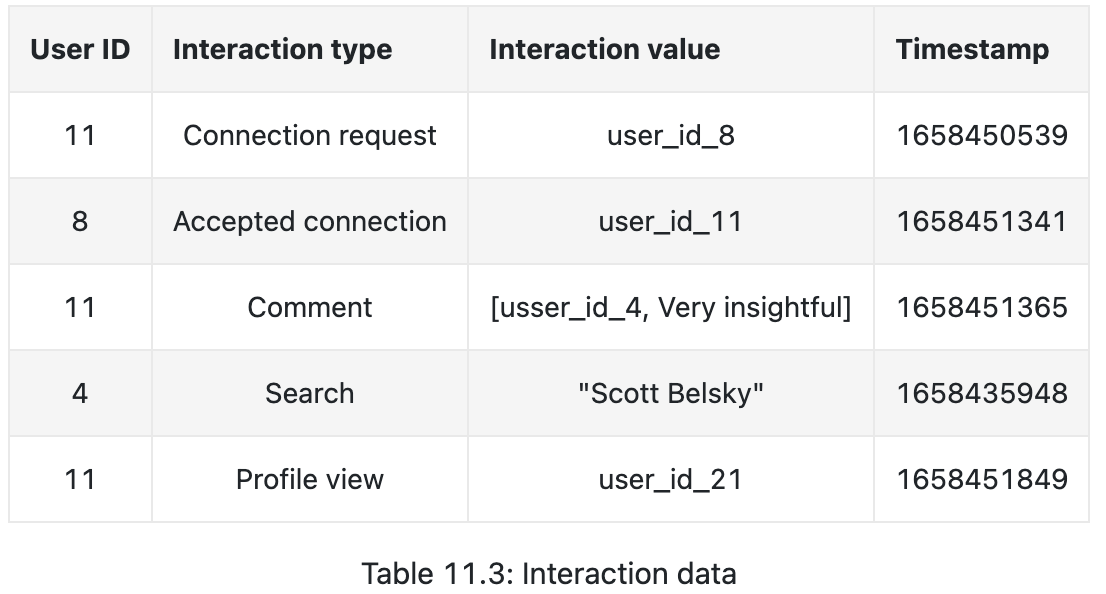 User ID Interaction type Interaction value Timestamp
11 Connection request user_id_8 1658450539
8 Accepted connection user_id_11 1658451341
11 Comment [usser_id_4, Very insightful] 1658451365
4 Search "Scott Belsky" 1658435948
11 Profile view user_id_21 1658451849
Table 11.3: Interaction data